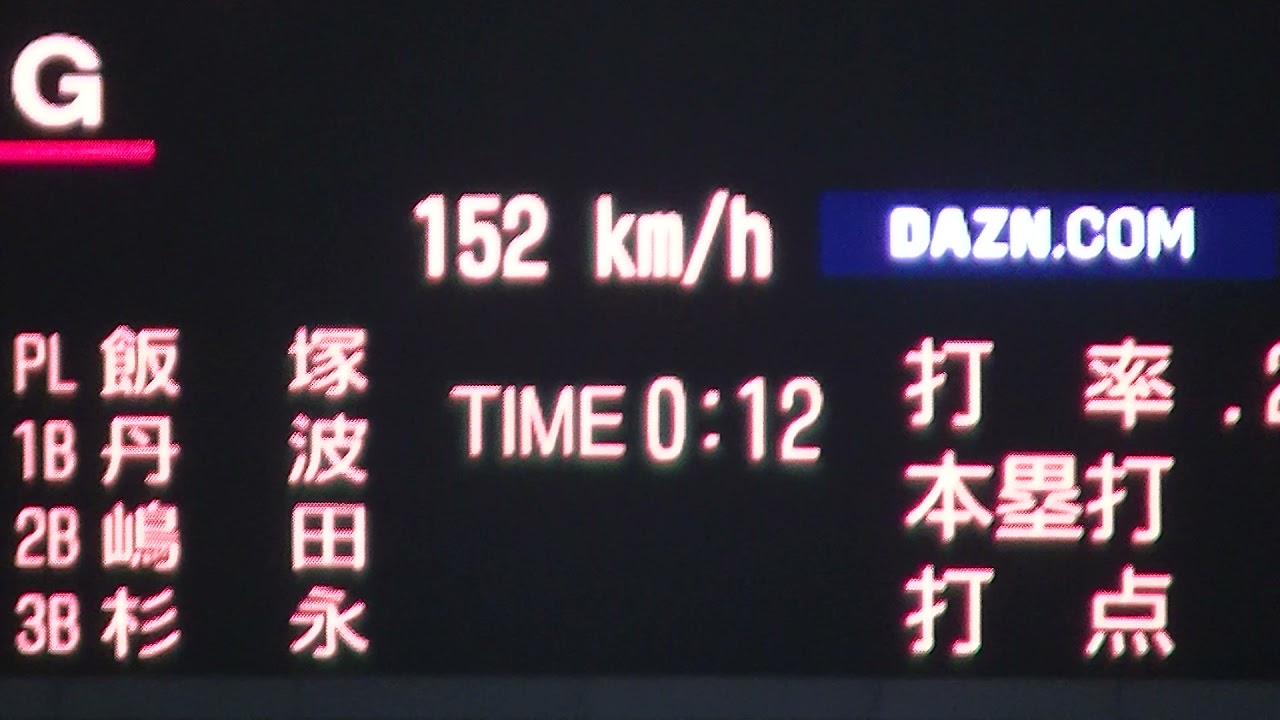 G
152 km/h
DAZN.COM
PL 飯塚
1B 丹波
2B 嶋田
3B 杉永
TIME 0:12
打率 .2
本塁打
打点